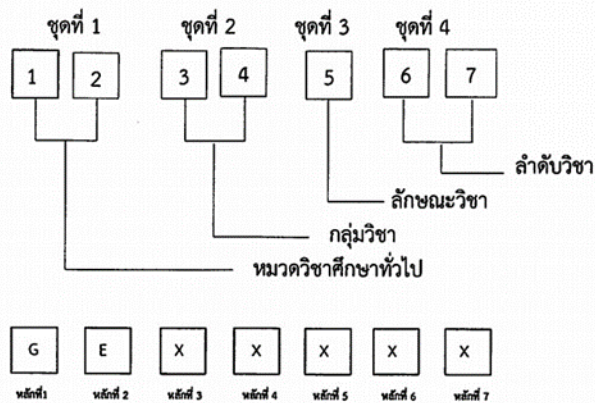 ชุดที่ 1 ชุดที่ 2 ชุดที่ 3 ชุดที่ 4
1 2 3 4 5 6 7
ลำดับวิชา
ลักษณะวิชา
กลุ่มวิชา
หมวดวิชาศึกษาทั่วไป
G E X X X X X
หลักที่1 หลักที่ 2 หลักที่ 3 หลักที่ 4 หลักที่ 5 หลักที่ 6 หลักที่ 7